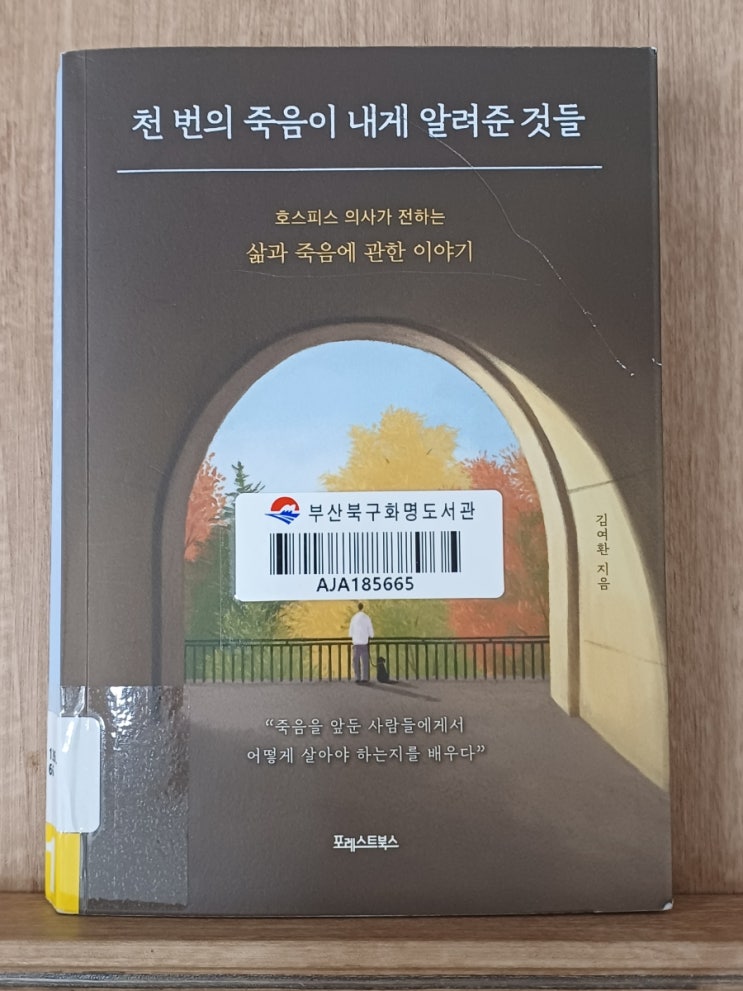 천 번의 죽음이 내게 알려준 것들
호스피스 의사가 전하는
삶과 죽음에 관한 이야기
부산북구화명도서관
AJA185665
김여환 지음
“죽음을 앞둔 사람들에게서
어떻게 살아야 하는지를 배우다”
포레스트북스